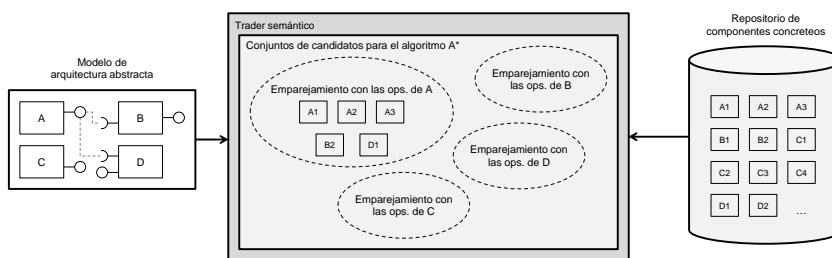 Modelo de
arquitectura abstracta
A
B
C
D
Trader semántico
Conjuntos de candidatos para el algoritmo A*
Emparejamiento con las ops. de A
A1 A2 A3
B2 D1
Emparejamiento con
las ops. de B
Emparejamiento con
las ops. de D
Emparejamiento con
las ops. de C
Repositorio de
componentes concreteos
A1 A2 A3
B1 B2 C1
C2 C3 C4
D1 D2 ...